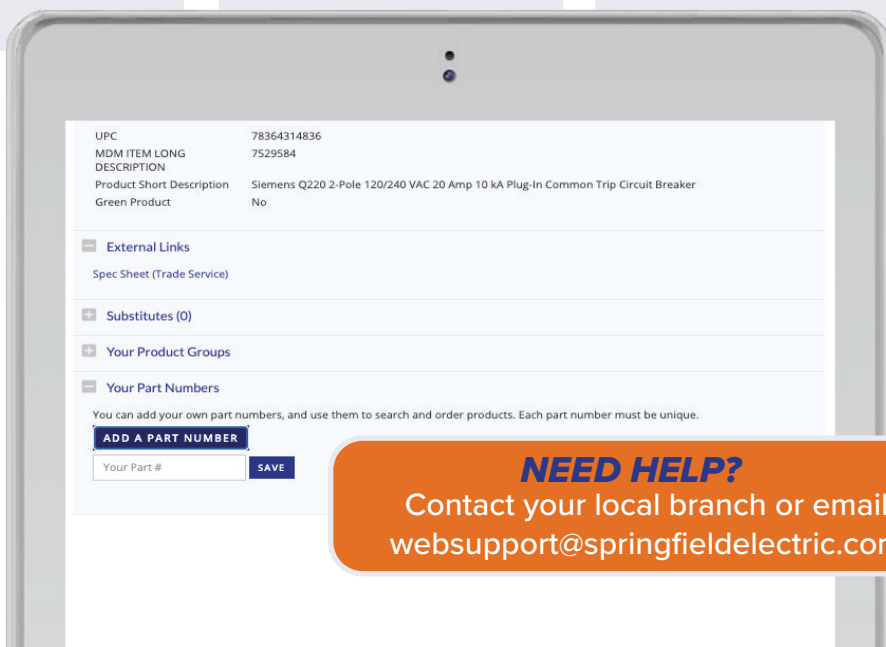 UPC 78364314836
MDM ITEM LONG 7529584
DESCRIPTION
Product Short Description Siemens Q220 2-Pole 120/240 VAC 20 Amp 10 kA Plug-In Common Trip Circuit Breaker
Green Product No
External Links
Spec Sheet (Trade Service)
Substitutes (0)
Your Product Groups
Your Part Numbers
You can add your own part numbers, and use them to search and order products. Each part number must be unique.
ADD A PART NUMBER
Your Part # SAVE
NEED HELP?
Contact your local branch or email
websupport@springfieldelectric.com